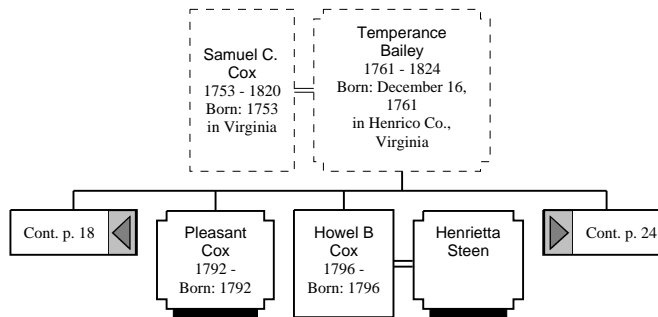 Samuel C.
Cox
1753 - 1820
Born: 1753
in Virginia
Temperance
Bailey
1761 - 1824
Born: December 16,
1761
in Henrico Co.,
Virginia
Cont. p. 18
Pleasant
Cox
1792 -
Born: 1792
Howel B
Cox
1796 -
Born: 1796
Henrietta
Steen
Cont. p. 24